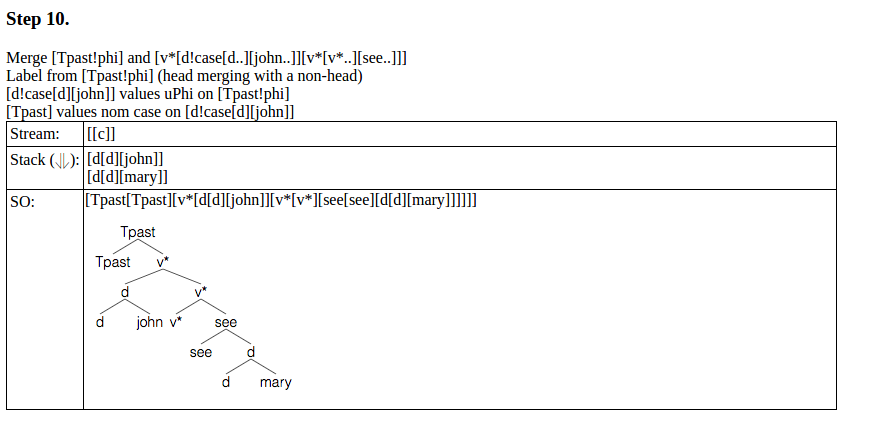 Step 10.
Merge [Tpast!phi] and [v*[d!case[d..][john..]][v*[v*..][see..]]]
Label from [Tpast!phi] (head merging with a non-head)
[d!case[d][john]] values uPhi on [Tpast!phi]
[Tpast] values nom case on [d!case[d][john]]
Stream: [[c]]
Stack (⇓): [d[d][john]]
[d[d][mary]]
SO: [Tpast[Tpast][v*[d[d][john]][v*[v*][see[see][d[d][mary]]]]]]
Tpast
Tpast v*
d v*
d john v* see
see d
d mary